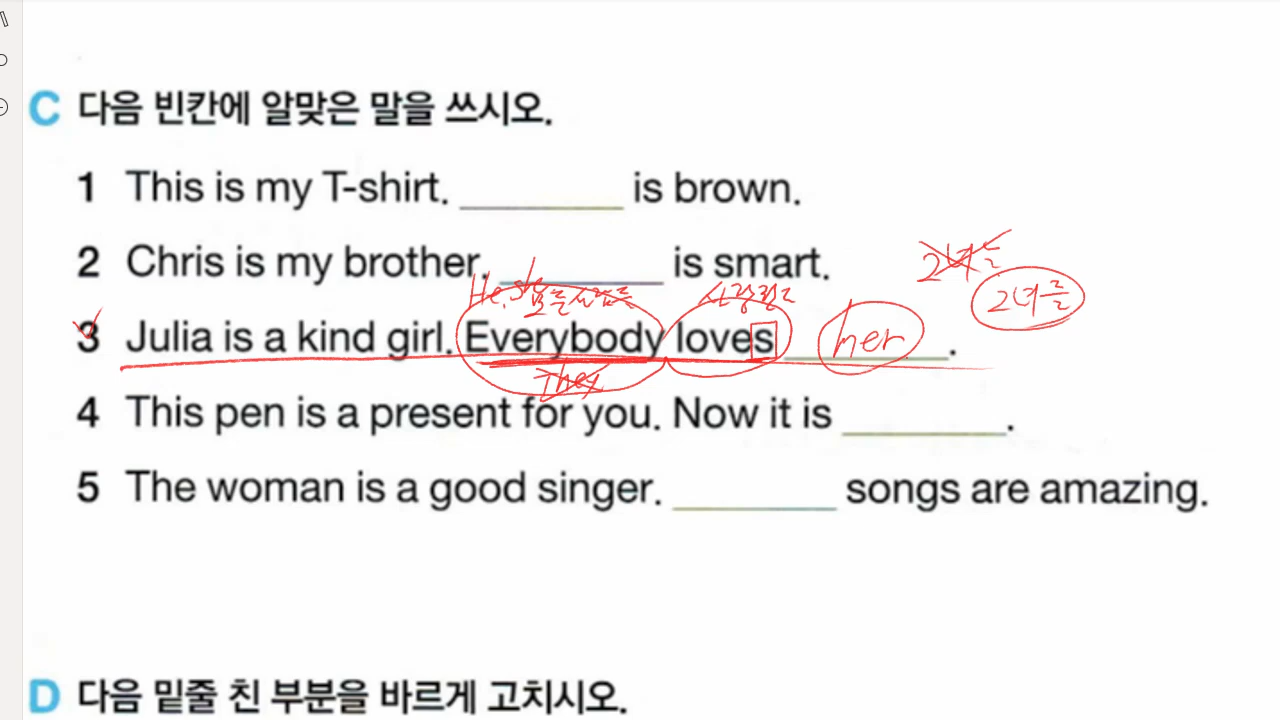 C 다음 빈칸에 알맞은 말을 쓰시오.
1 This is my T-shirt. ________ is brown.
2 Chris is my brother. ________ is smart.
그녀는
그녀를
He, she
모든 사람은
사랑한다
3 Julia is a kind girl. Everybody loves her.
They
4 This pen is a present for you. Now it is ________.
5 The woman is a good singer. ________ songs are amazing.
D 다음 밑줄 친 부분을 바르게 고치시오.